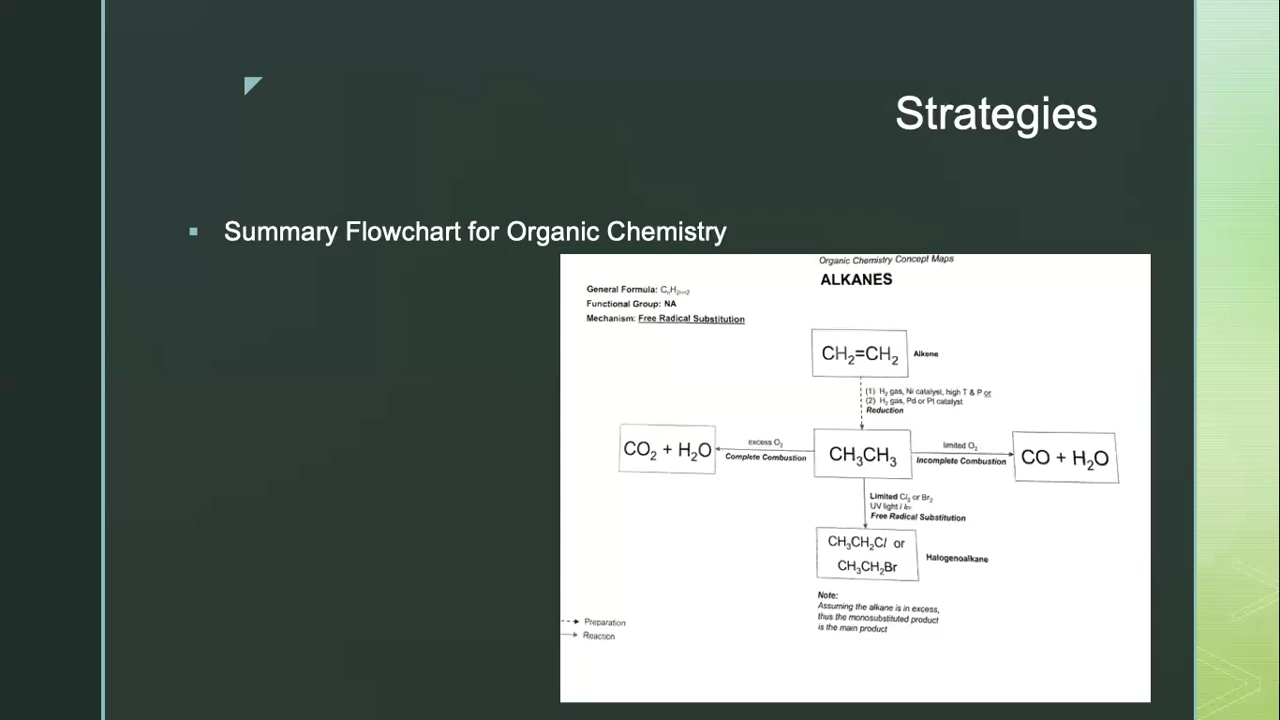 Strategies
▪ Summary Flowchart for Organic Chemistry
Organic Chemistry Concept Maps
ALKANES
General Formula: CₙH₂ₙ₊₂
Functional Group: NA
Mechanism: Free Radical Substitution
CH₂=CH₂
Alkene
(1) H₂ gas, Ni catalyst, high T & P or
(2) H₂ gas, Pd or Pt catalyst
Reduction
CO₂ + H₂O
excess O₂
Complete Combustion
CH₃CH₃
limited O₂
Incomplete Combustion
CO + H₂O
Limited Cl₂ or Br₂
UV light / hv
Free Radical Substitution
CH₃CH₂Cl or
CH₃CH₂Br
Halogenoalkane
Note:
Assuming the alkane is in excess,
thus the monosubstituted product
is the main product
Preparation
Reaction